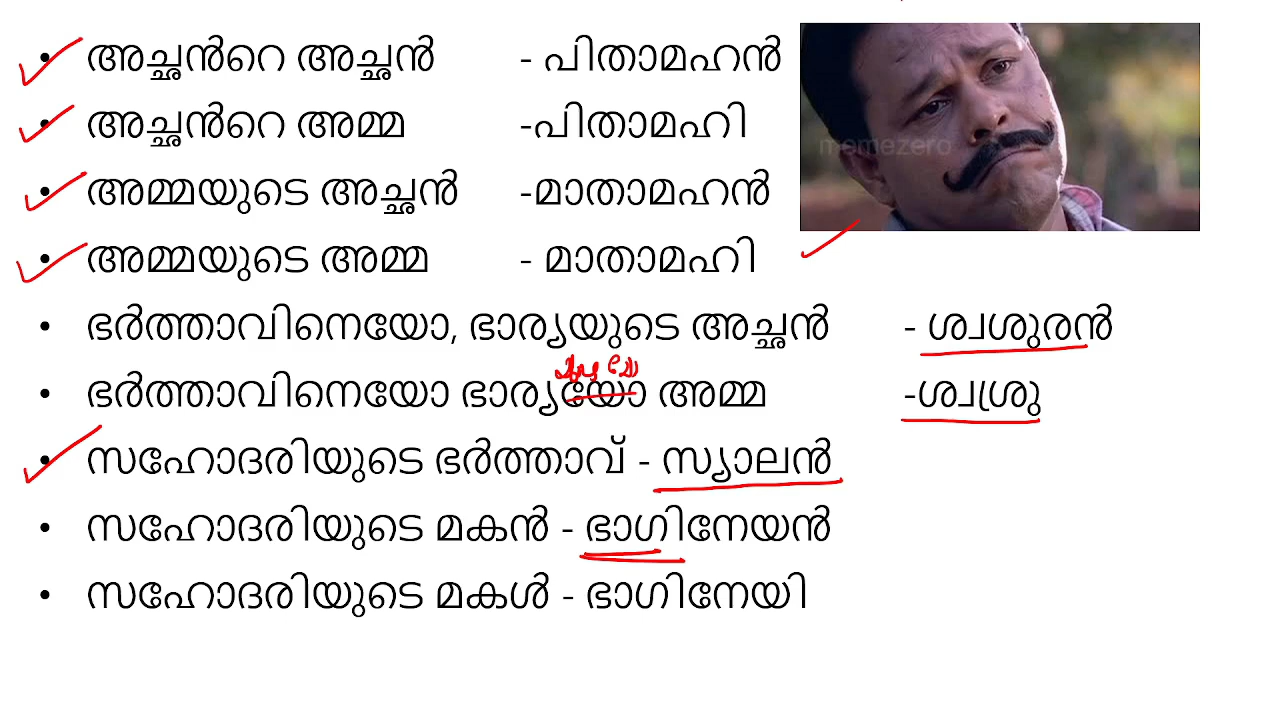 • അച്ഛൻറെ അച്ഛൻ - പിതാമഹൻ
• അച്ഛൻറെ അമ്മ -പിതാമഹി
• അമ്മയുടെ അച്ഛൻ -മാതാമഹൻ
• അമ്മയുടെ അമ്മ - മാതാമഹി
• ഭർത്താവിനെയോ, ഭാര്യയുടെ അച്ഛൻ - ശ്വശുരൻ
• ഭർത്താവിനെയോ ഭാര്യയോ അമ്മ -ശ്വശ്രു
• സഹോദരിയുടെ ഭർത്താവ് - സ്യാലൻ
• സഹോദരിയുടെ മകൻ - ഭാഗിനേയൻ
• സഹോദരിയുടെ മകൾ - ഭാഗിനേയി
memezero